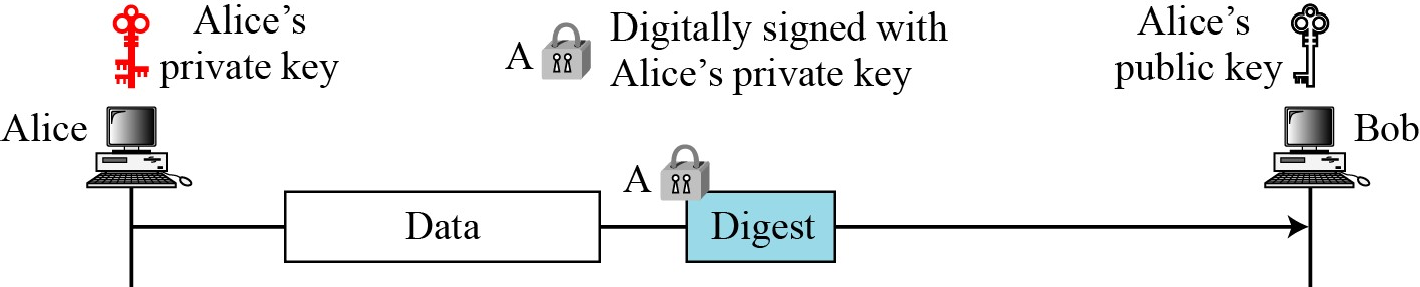 Alice's
private key
A
Digitally signed with
Alice's private key
Alice's
public key
Alice
Bob
A
Data
Digest